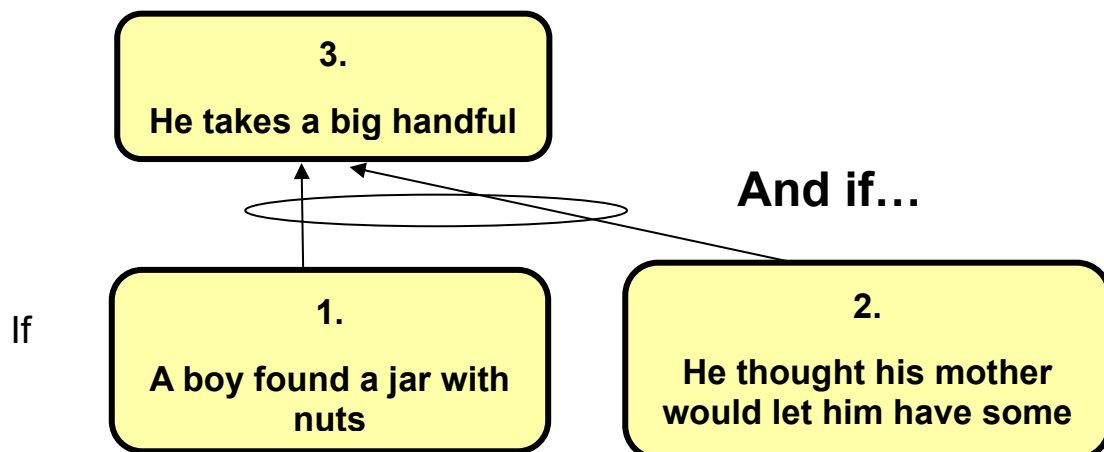 3.
He takes a big handful
And if…
If
1.
A boy found a jar with
nuts
2.
He thought his mother
would let him have some